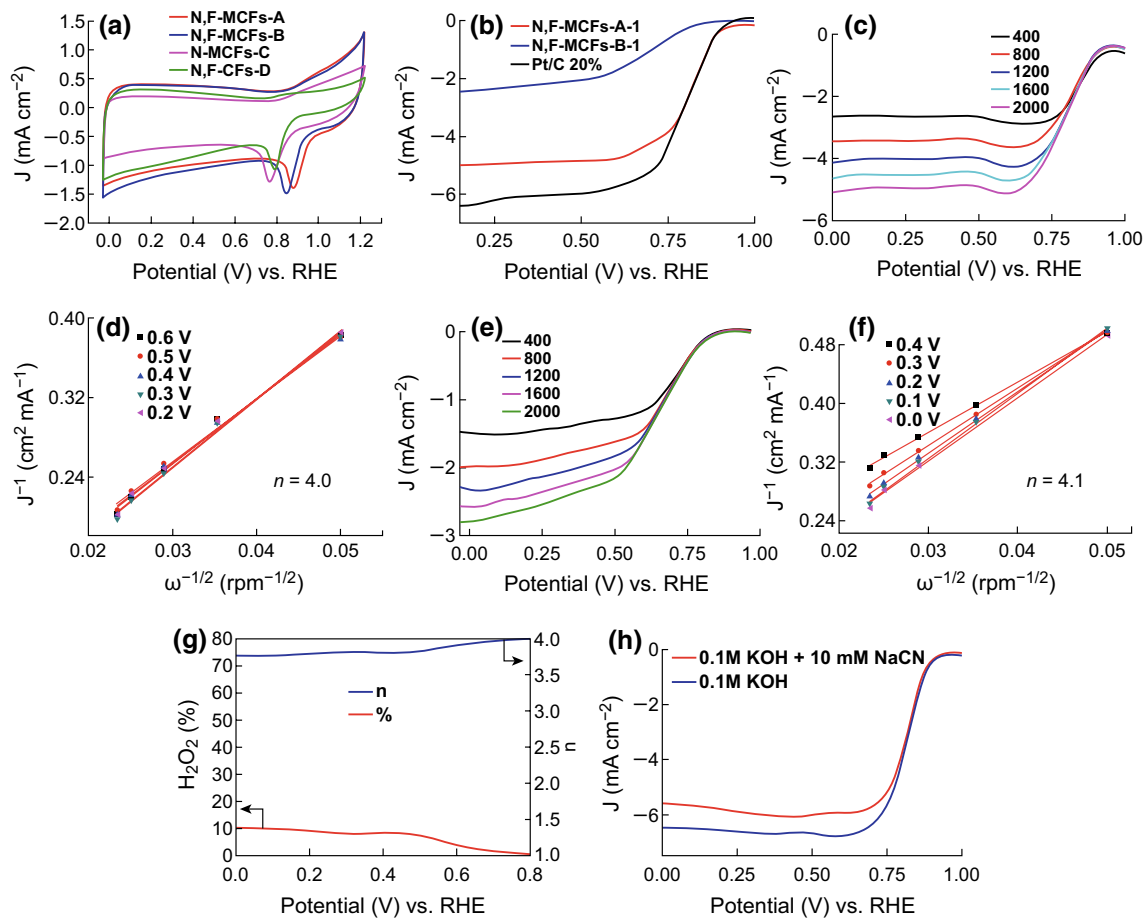 (a)
N,F-MCFs-A
N,F-MCFs-B
N-MCFs-C
N,F-CFs-D
1.5
1.0
0.5
0.0
−0.5
−1.0
−1.5
−2.0
J (mA cm−2)
0.0 0.2 0.4 0.6 0.8 1.0 1.2
Potential (V) vs. RHE
(b)
N,F-MCFs-A-1
N,F-MCFs-B-1
Pt/C 20%
0
−2
−4
−6
J (mA cm−2)
0.25 0.50 0.75 1.00
Potential (V) vs. RHE
(c)
400
800
1200
1600
2000
0
−2
−4
−6
J (mA cm−2)
0.00 0.25 0.50 0.75 1.00
Potential (V) vs. RHE
(d)
0.6 V
0.5 V
0.4 V
0.3 V
0.2 V
0.40
0.32
0.24
J−1 (cm2 mA−1)
n = 4.0
0.02 0.03 0.04 0.05
ω−1/2 (rpm−1/2)
(e)
400
800
1200
1600
2000
0
−1
−2
−3
J (mA cm−2)
0.00 0.25 0.50 0.75 1.00
Potential (V) vs. RHE
(f)
0.4 V
0.3 V
0.2 V
0.1 V
0.0 V
0.48
0.40
0.32
0.24
J−1 (cm2 mA−1)
n = 4.1
0.02 0.03 0.04 0.05
ω−1/2 (rpm−1/2)
(g)
80
70
60
50
40
30
20
10
0
H2O2 (%)
n
%
4.0
3.5
3.0
2.5
2.0
1.5
1.0
n
0.0 0.2 0.4 0.6 0.8
Potential (V) vs. RHE
(h)
0.1M KOH + 10 mM NaCN
0.1M KOH
0
−2
−4
−6
J (mA cm−2)
0.00 0.25 0.50 0.75 1.00
Potential (V) vs. RHE